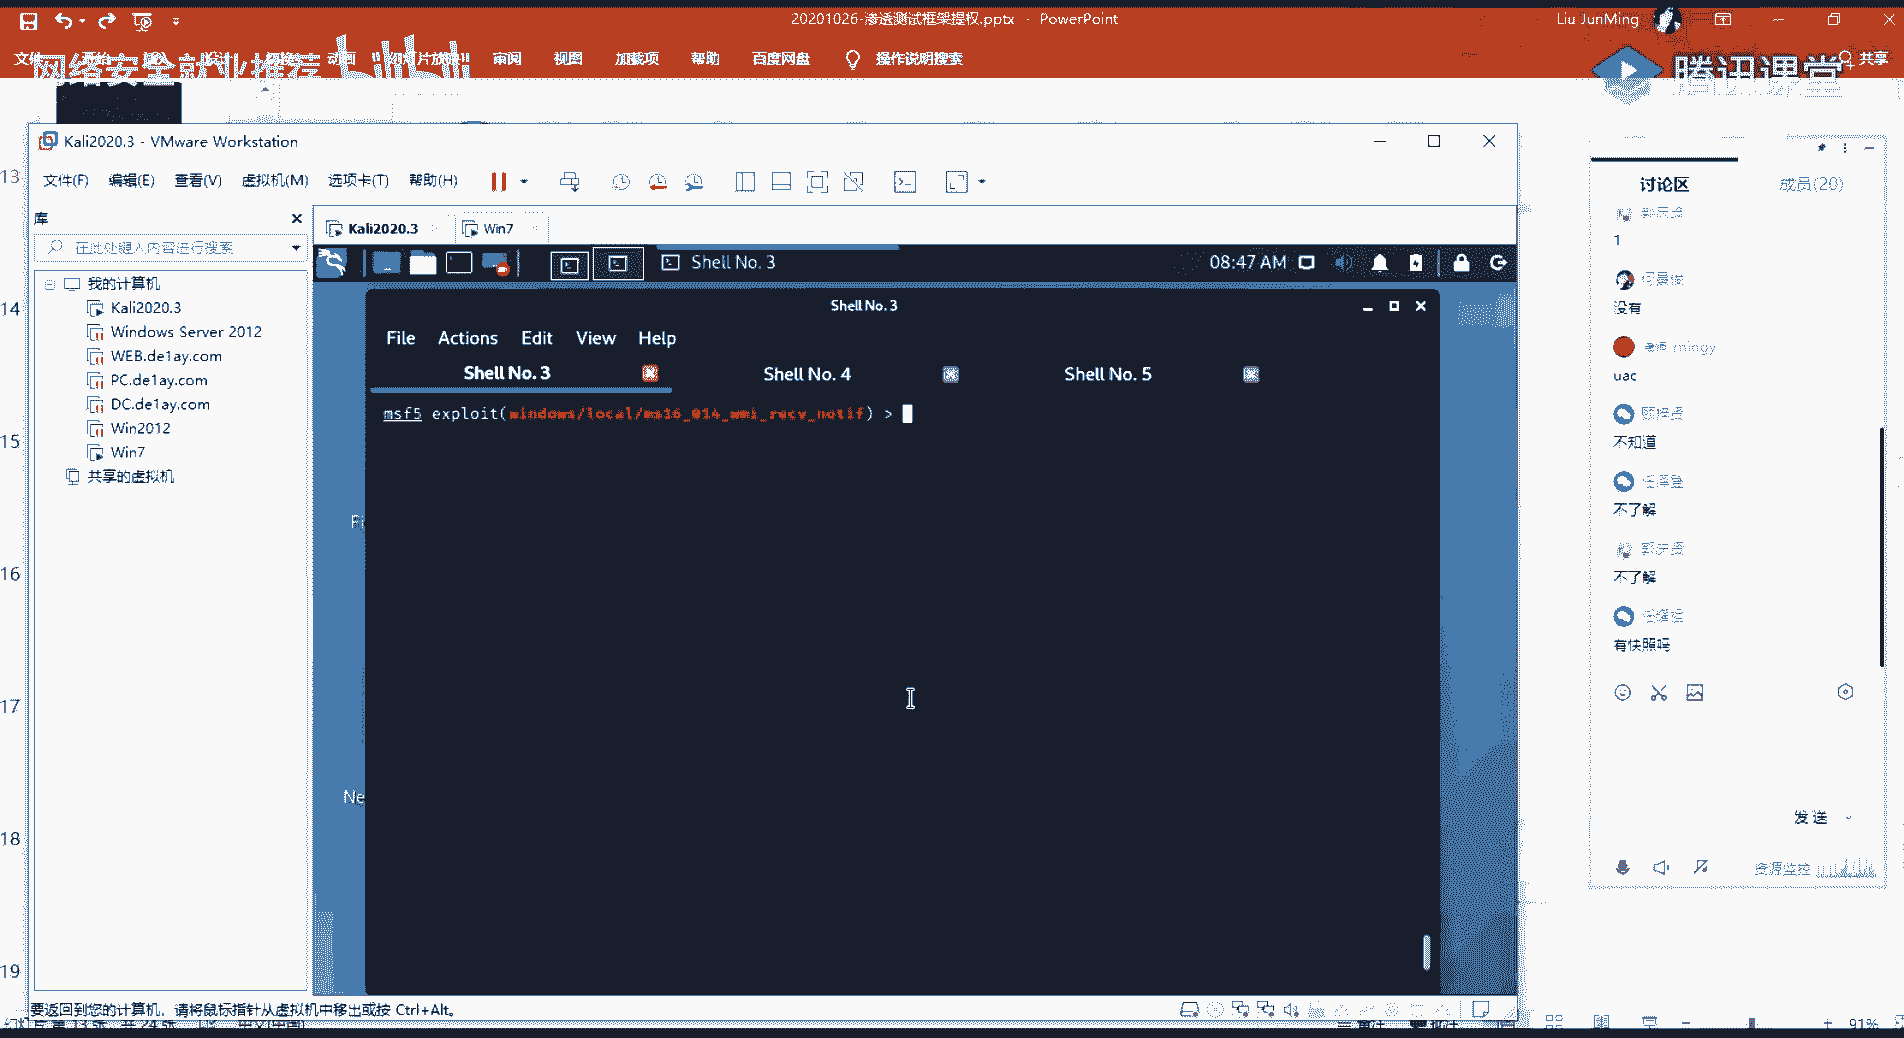 20201026-渗透测试框架提权.pptx - PowerPoint
Liu JunMing
审阅
视图
加载项
帮助
百度网盘
操作说明搜索
共享
网络安全就业推荐
腾讯课堂
Kali2020.3 - VMware Workstation
文件(F) 编辑(E) 查看(V) 虚拟机(M) 选项卡(T) 帮助(H)
库
在此处键入内容进行搜索
我的计算机
Kali2020.3
Windows Server 2012
WEB.de1ay.com
PC.de1ay.com
DC.de1ay.com
Win2012
Win7
共享的虚拟机
Kali2020.3
Win7
Shell No. 3
08:47 AM
Shell No. 3
File Actions Edit View Help
Shell No. 3
Shell No. 4
Shell No. 5
msf5 exploit(windows/local/ms16_014_wmi_recv_notif) >
Ne
要返回到您的计算机，请将鼠标指针从虚拟机中移出或按 Ctrl+Alt。
13
14
15
16
17
18
19
讨论区
成员(20)
1
没有
mingy
uac
不知道
不了解
不了解
有快照吗
发送
资源监控
91%